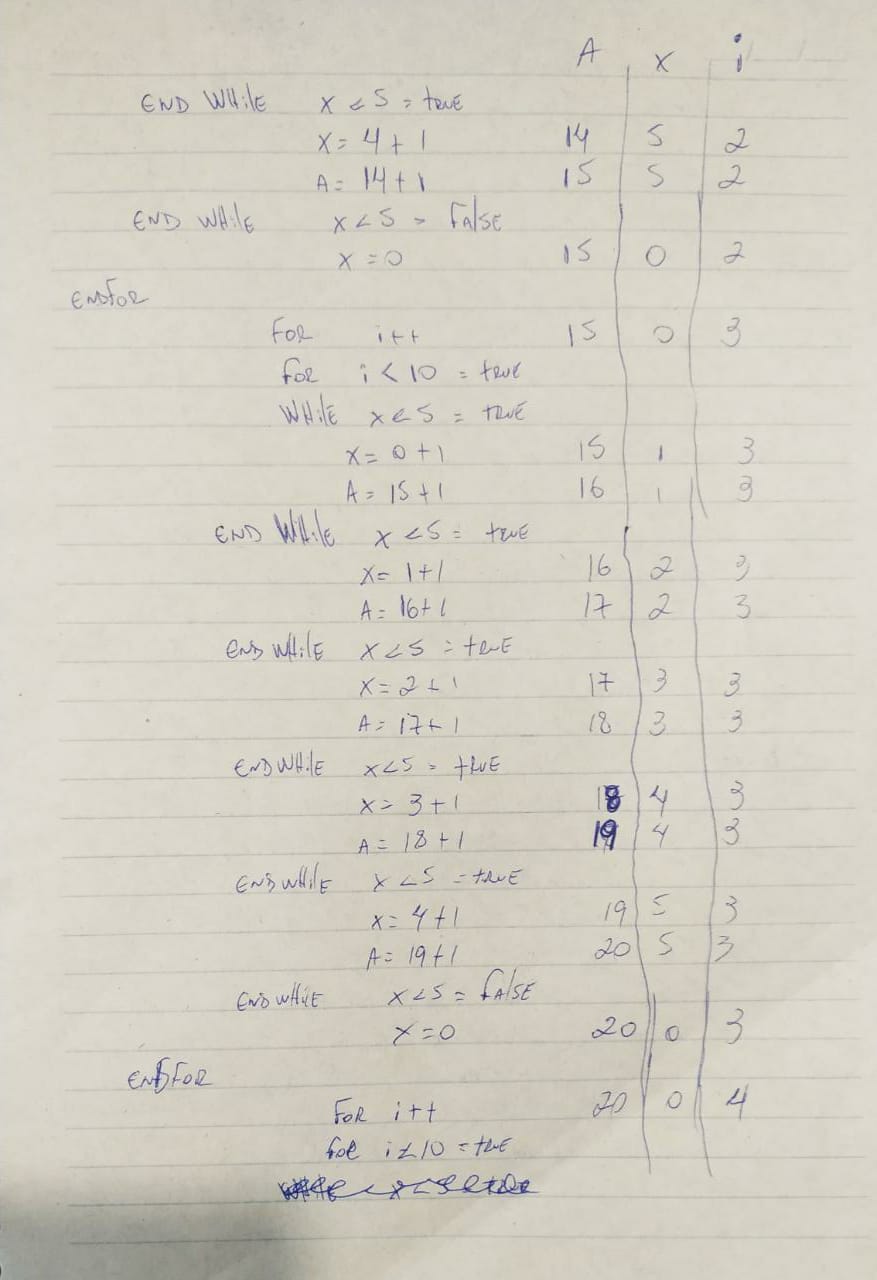 A x i
END WHile x < 5 = true
x = 4 + 1 14 5 2
A = 14 + 1 15 5 2
END WHile x < 5 = False
x = 0 15 0 2
ENDFOR
FOR i++ 15 0 3
for i < 10 = true
WHilE x < 5 = TRUE
x = 0 + 1 15 1 3
A = 15 + 1 16 1 3
END WHile x < 5 = true
x = 1 + 1 16 2 3
A = 16 + 1 17 2 3
END WHile x < 5 = truE
x = 2 + 1 17 3 3
A = 17 + 1 18 3 3
END WHile x < 5 = tRUE
x = 3 + 1 18 4 3
A = 18 + 1 19 4 3
END WHilE x < 5 = truE
x = 4 + 1 19 5 3
A = 19 + 1 20 5 3
END WHilE x < 5 = FalSE
x = 0 20 0 3
ENDFOR
FOR i++ 20 0 4
for i < 10 = truE